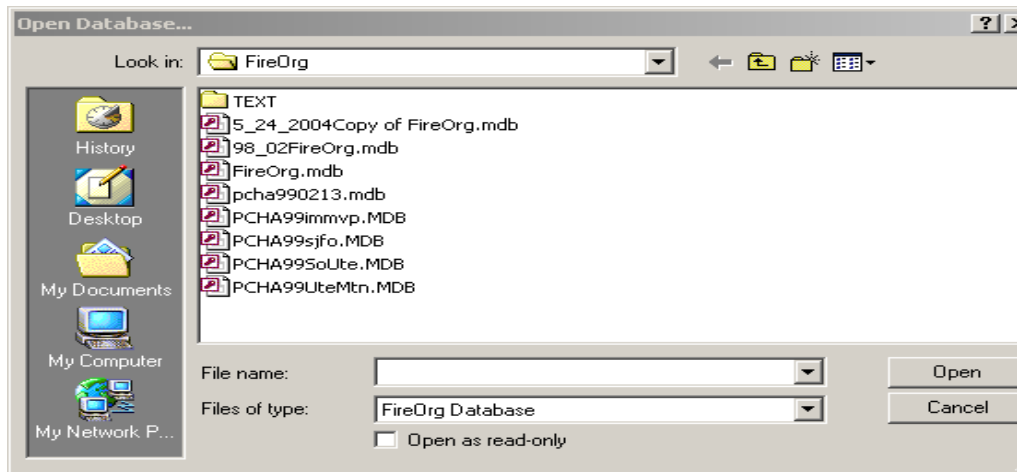 Open Database...
Look in: FireOrg
History
Desktop
My Documents
My Computer
My Network P...
TEXT
5_24_2004Copy of FireOrg.mdb
98_02FireOrg.mdb
FireOrg.mdb
pcha990213.mdb
PCHA99immvp.MDB
PCHA99sjfo.MDB
PCHA99SoUte.MDB
PCHA99UteMtn.MDB
File name: Open
Files of type: FireOrg Database Cancel
Open as read-only